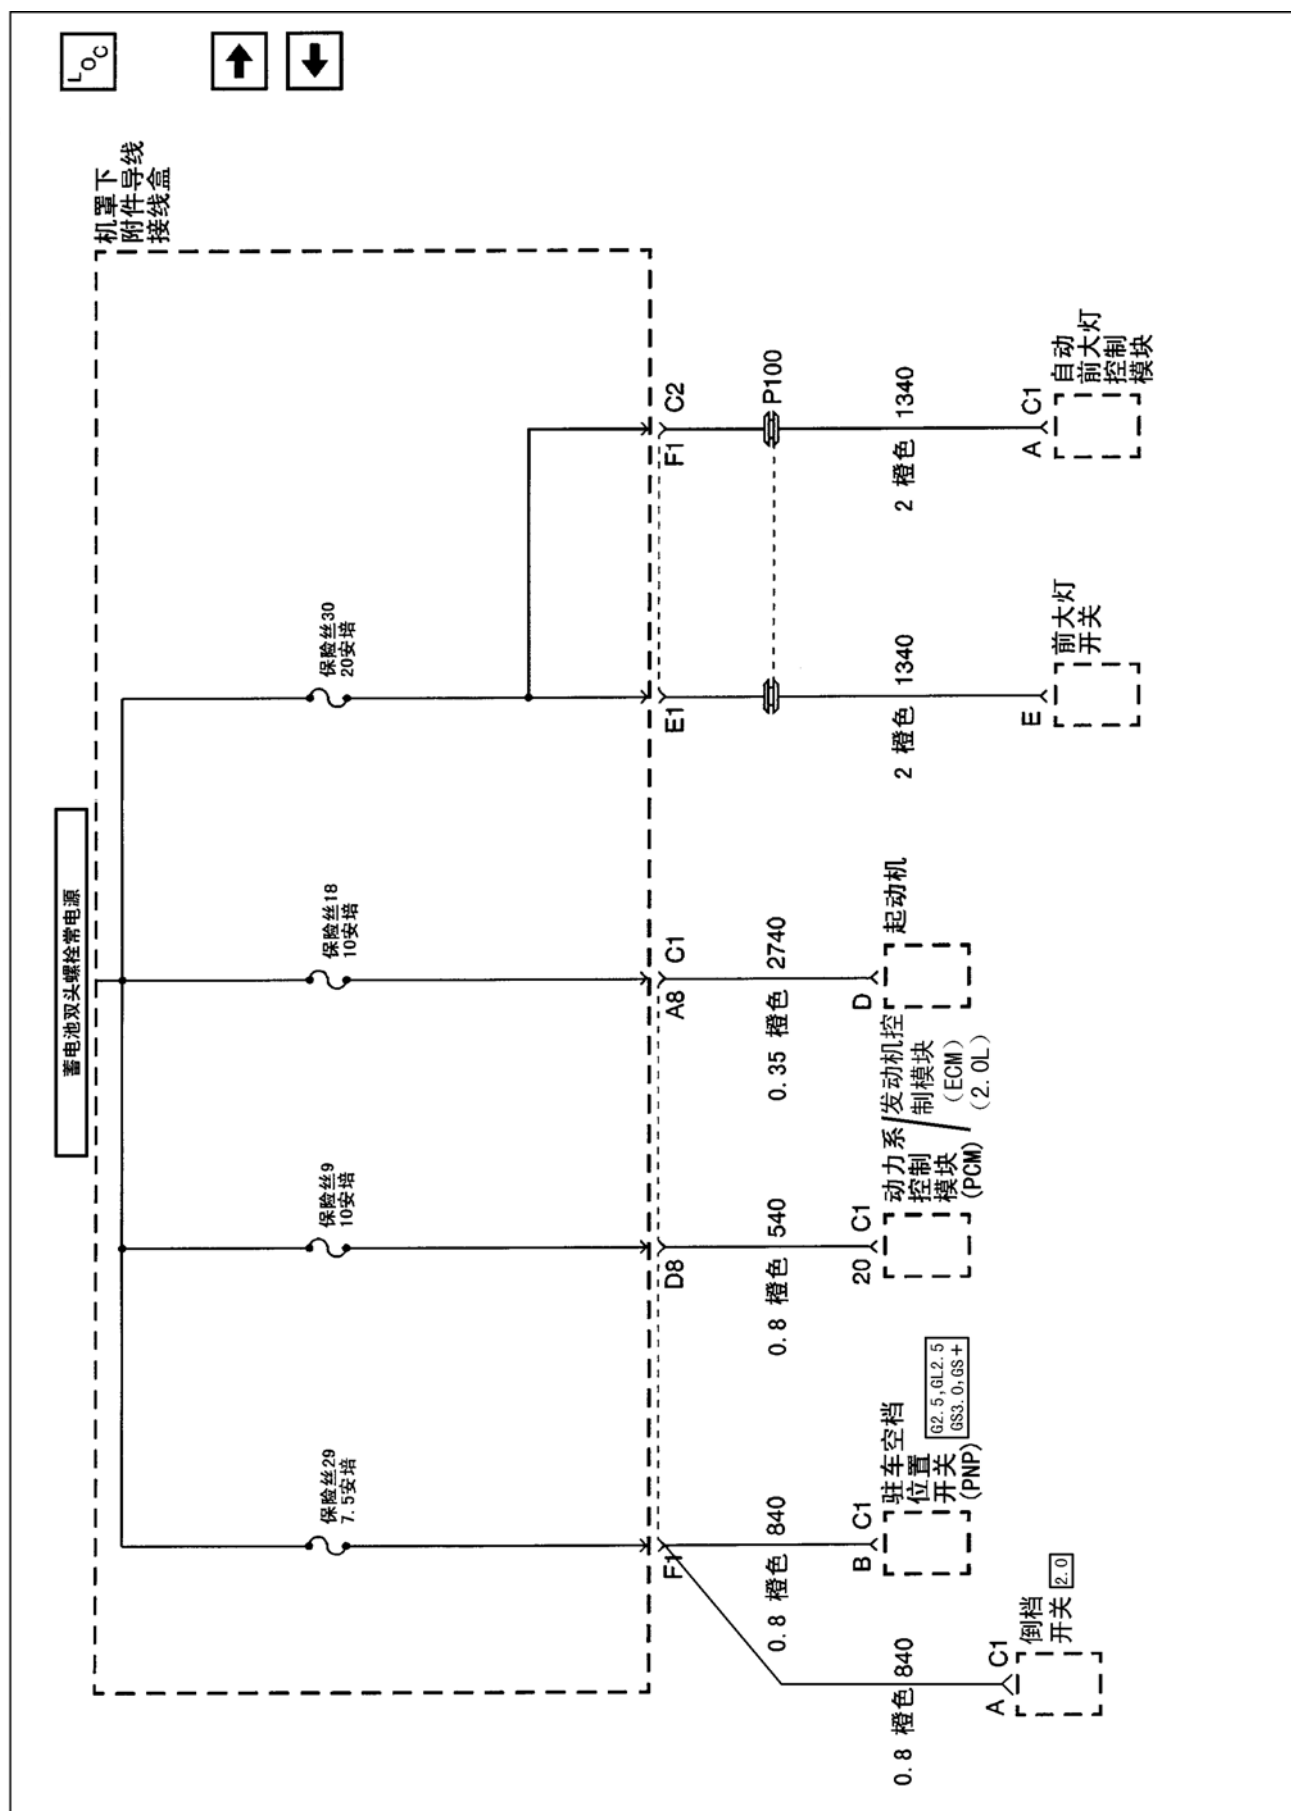 LOC
机罩下
附件导线
接线盒
蓄电池双头螺栓常电源
保险丝29
7.5安培
保险丝9
10安培
保险丝18
10安培
保险丝30
20安培
F1
D8
A8
C1
E1
F1
C2
P100
0.8 橙色 840
0.8 橙色 540
0.35 橙色 2740
0.8 橙色 840
2 橙色 1340
2 橙色 1340
B
C1
20
C1
D
A
C1
E
A
C1
驻车空档
位置
开关
(PNP)
G2.5,GL2.5
GS3.0,GS+
动力系
控制
模块
(PCM)
/发动机控
制模块
(ECM)
(2.0L)
起动机
倒档
开关
2.0
前大灯
开关
自动
前大灯
控制
模块